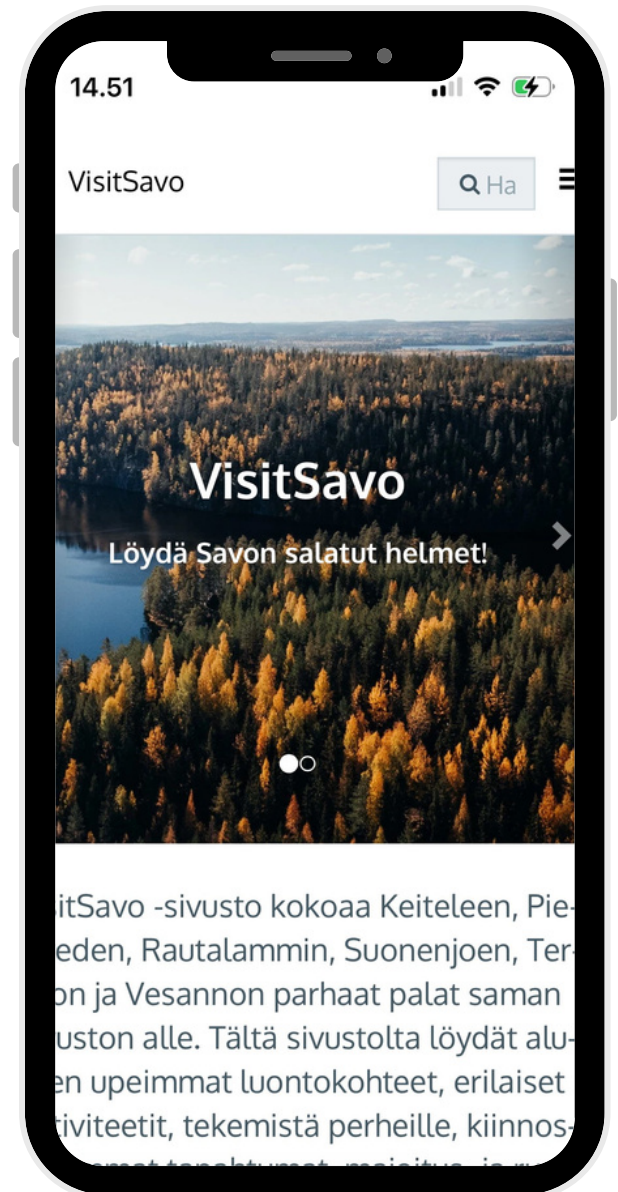 14.51
VisitSavo
Ha
VisitSavo
Löydä Savon salatut helmet!
itSavo -sivusto kokoaa Keiteleen, Pie-
eden, Rautalammin, Suonenjoen, Ter-
on ja Vesannon parhaat palat saman
uston alle. Tältä sivustolta löydät alu-
en upeimmat luontokohteet, erilaiset
tiviteetit, tekemistä perheille, kiinnos-